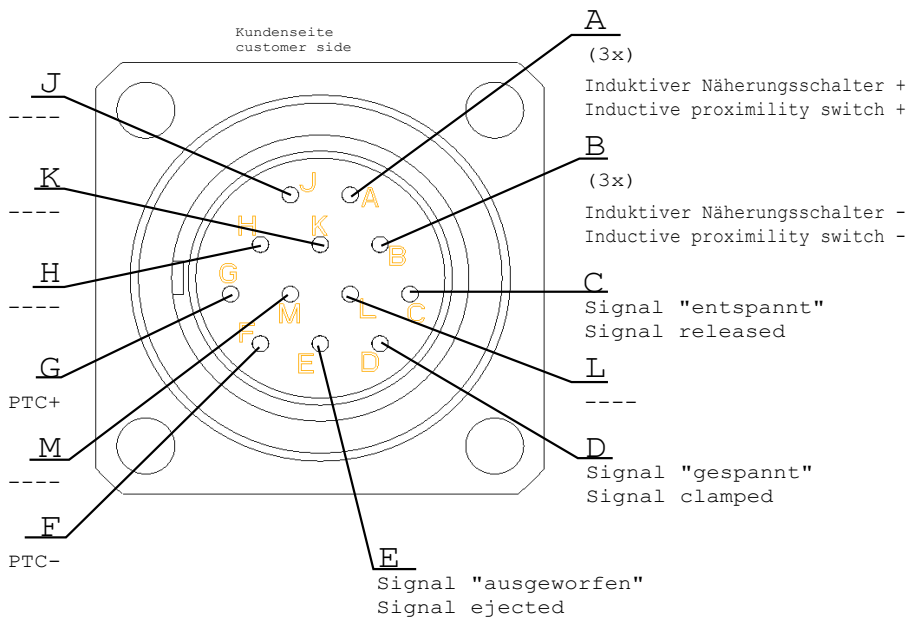 Kundenseite
customer side
A
(3x)
Induktiver Näherungsschalter +
Inductive proximility switch +
B
(3x)
Induktiver Näherungsschalter -
Inductive proximility switch -
C
Signal "entspannt"
Signal released
L
----
D
Signal "gespannt"
Signal clamped
E
Signal "ausgeworfen"
Signal ejected
J
----
K
----
H
----
G
PTC+
M
----
F
PTC-
J
A
H
K
B
G
M
L
C
F
E
D